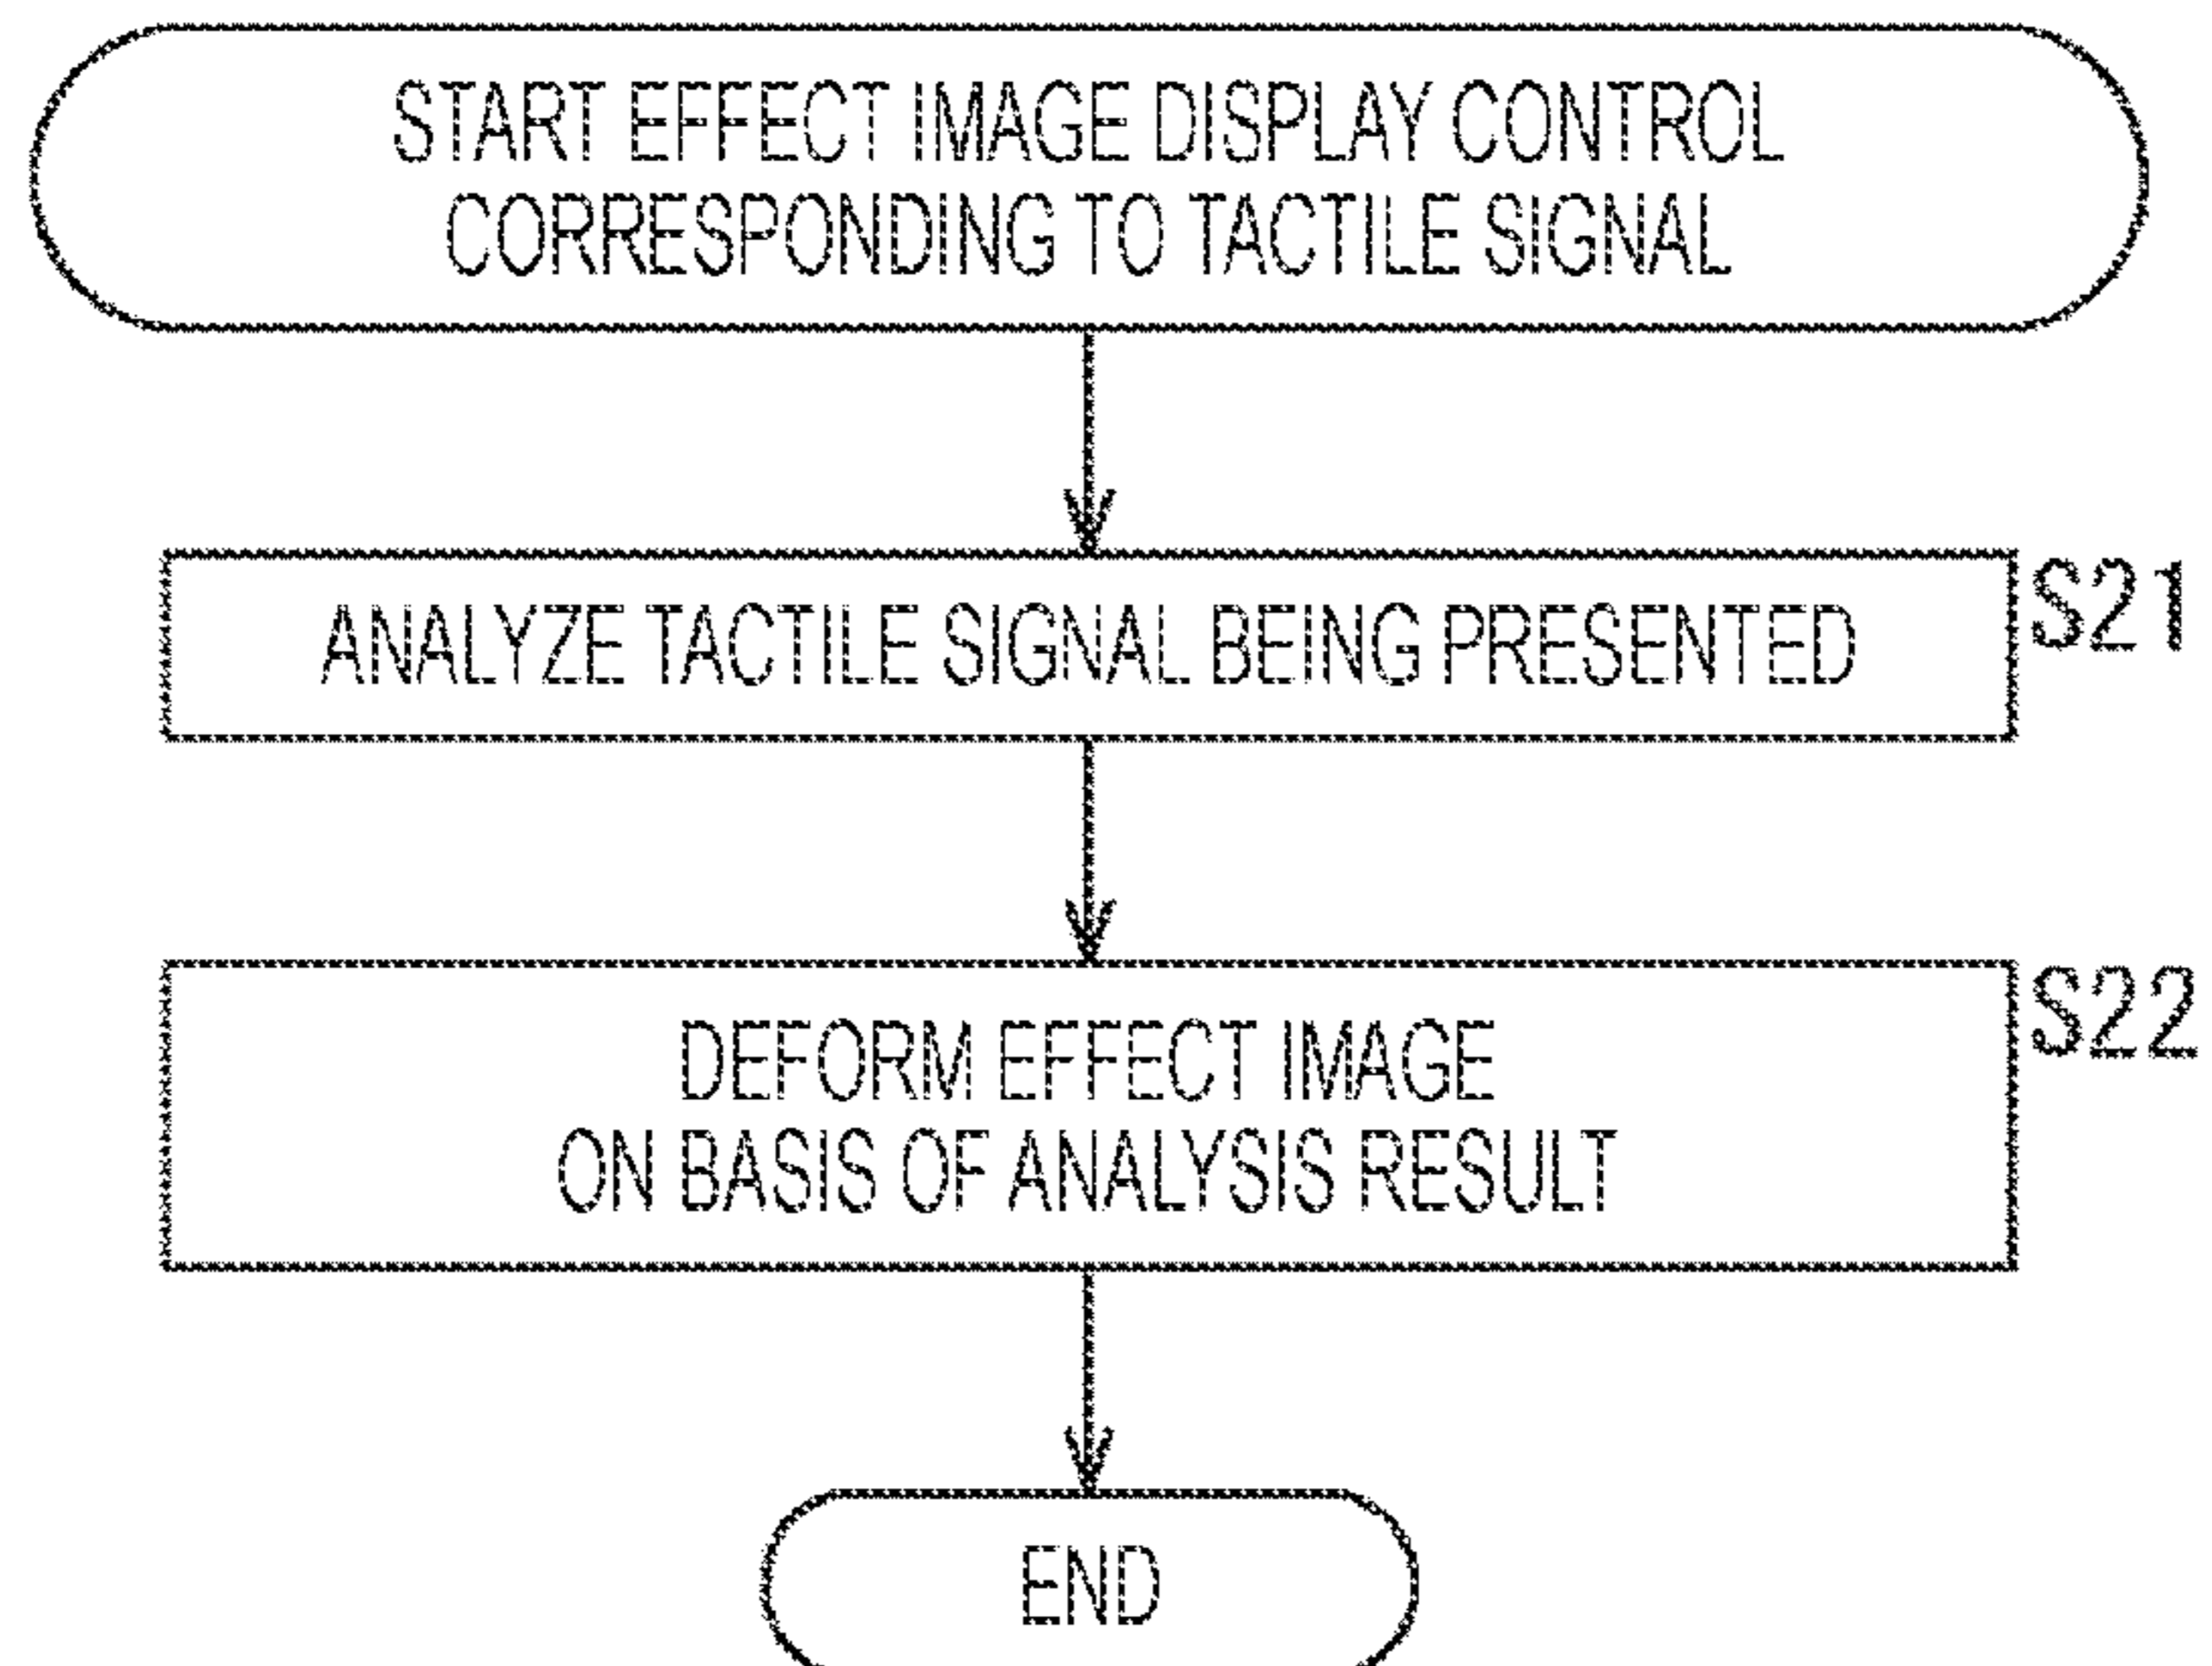 START EFFECT IMAGE DISPLAY CONTROL
CORRESPONDING TO TACTILE SIGNAL
ANALYZE TACTILE SIGNAL BEING PRESENTED
S21
DEFORM EFFECT IMAGE
ON BASIS OF ANALYSIS RESULT
S22
END